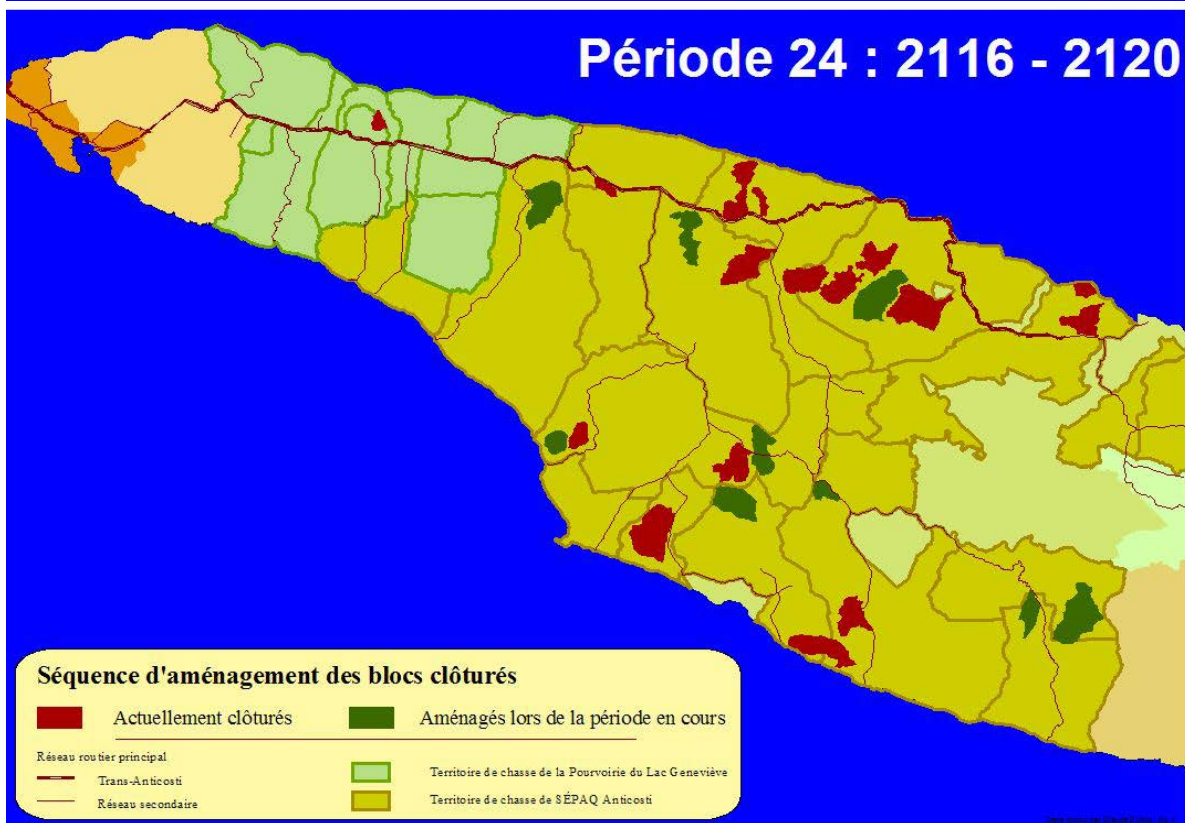 Période 24 : 2116 - 2120
Séquence d'aménagement des blocs clôturés
Actuellement clôturés
Aménagés lors de la période en cours
Réseau routier principal
Trans-Anticosti
Réseau secondaire
Territoire de chasse de la Pourvoirie du Lac Geneviève
Territoire de chasse de SÉPAQ Anticosti